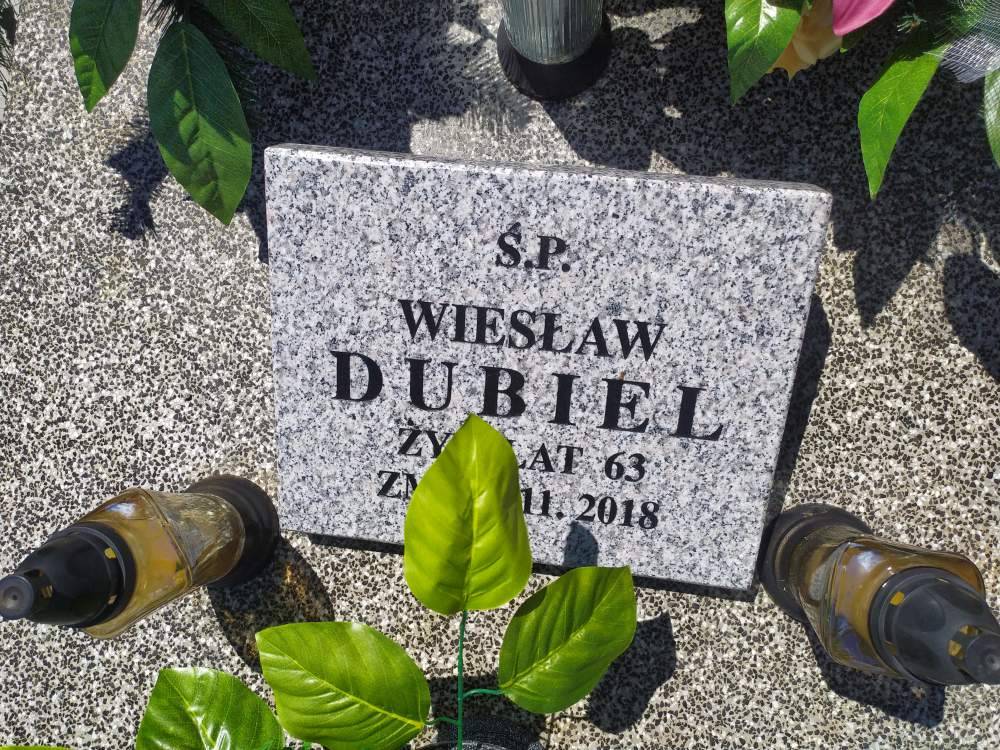 Ś.P.
WIESŁAW
DUBIEL
LAT 63
11. 2018